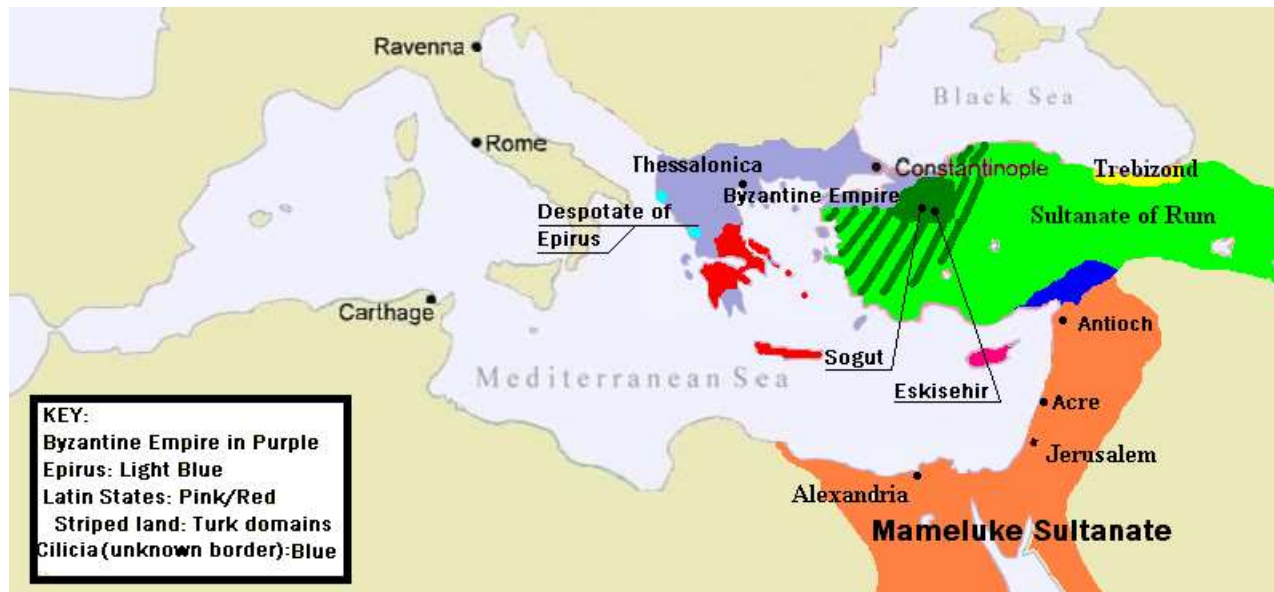 Ravenna
Black Sea
Rome
Thessalonica
Constantinople
Trebizond
Byzantine Empire
Despotate of
Epirus
Sultanate of Rum
Carthage
Antioch
Sogut
Mediterranean Sea
Eskisehir
Acre
Jerusalem
Alexandria
Mameluke Sultanate
KEY:
Byzantine Empire in Purple
Epirus: Light Blue
Latin States: Pink/Red
Striped land: Turk domains
Cilicia(unknown border):Blue